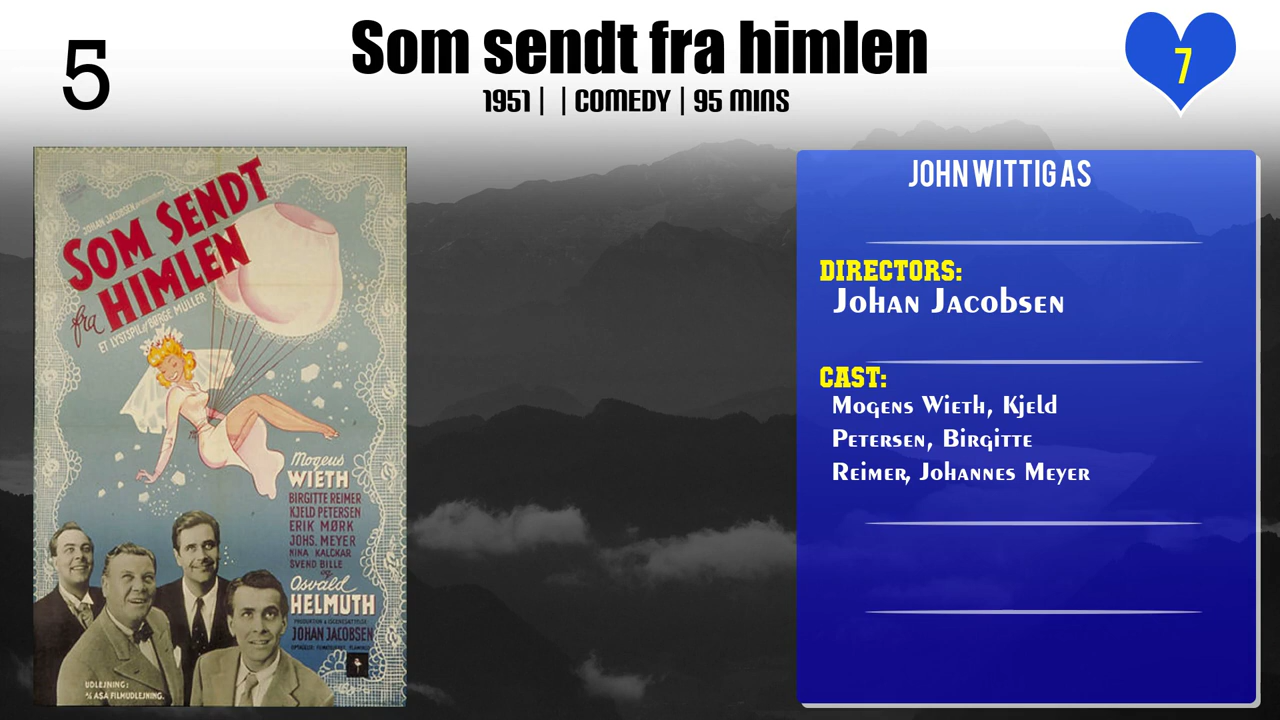 5
Som sendt fra himlen
1951 | | COMEDY | 95 MINS
7
JOHAN JACOBSEN
SOM SENDT
fra HIMLEN
ET LYSTSPIL af BØRGE MÜLLER
Mogens
WIETH
BIRGITTE REIMER
KJELD PETERSEN
ERIK MØRK
JOHS. MEYER
NINA KALCKAR
SVEND BILLE
og
Osvald
HELMUTH
PRODUKTION & ISCENESÆTTELSE
JOHAN JACOBSEN
UDLEJNING:
A/S ASA FILMUDLEJNING.
JOHN WITTIG AS
DIRECTORS:
Johan Jacobsen
CAST:
Mogens Wieth, Kjeld
Petersen, Birgitte
Reimer, Johannes Meyer